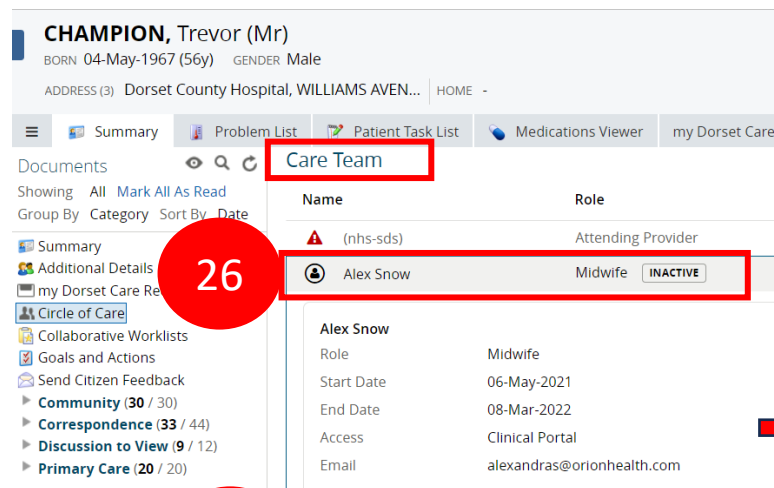 CHAMPION, Trevor (Mr)
BORN 04-May-1967 (56y) GENDER Male
ADDRESS (3) Dorset County Hospital, WILLIAMS AVEN... HOME -
Summary Problem List Patient Task List Medications Viewer my Dorset Care
Documents
Showing All Mark All As Read
Group By Category Sort By Date
Summary
Additional Details
my Dorset Care Re
Circle of Care
Collaborative Worklists
Goals and Actions
Send Citizen Feedback
Community (30 / 30)
Correspondence (33 / 44)
Discussion to View (9 / 12)
Primary Care (20 / 20)
26
Care Team
Name Role
(nhs-sds) Attending Provider
Alex Snow Midwife INACTIVE
Alex Snow
Role Midwife
Start Date 06-May-2021
End Date 08-Mar-2022
Access Clinical Portal
Email alexandras@orionhealth.com